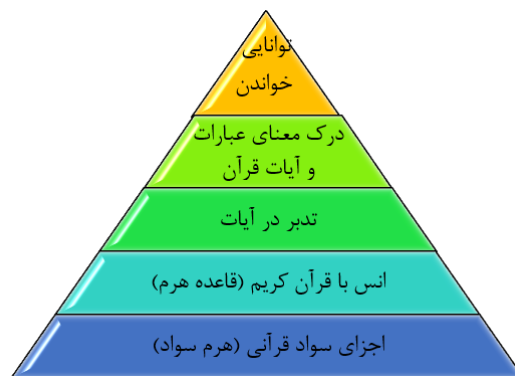 توانایی
خواندن
درک معنای عبارات
و آیات قرآن
تدبر در آیات
انس با قرآن کریم (قاعده هرم)
اجزای سواد قرآنی (هرم سواد)